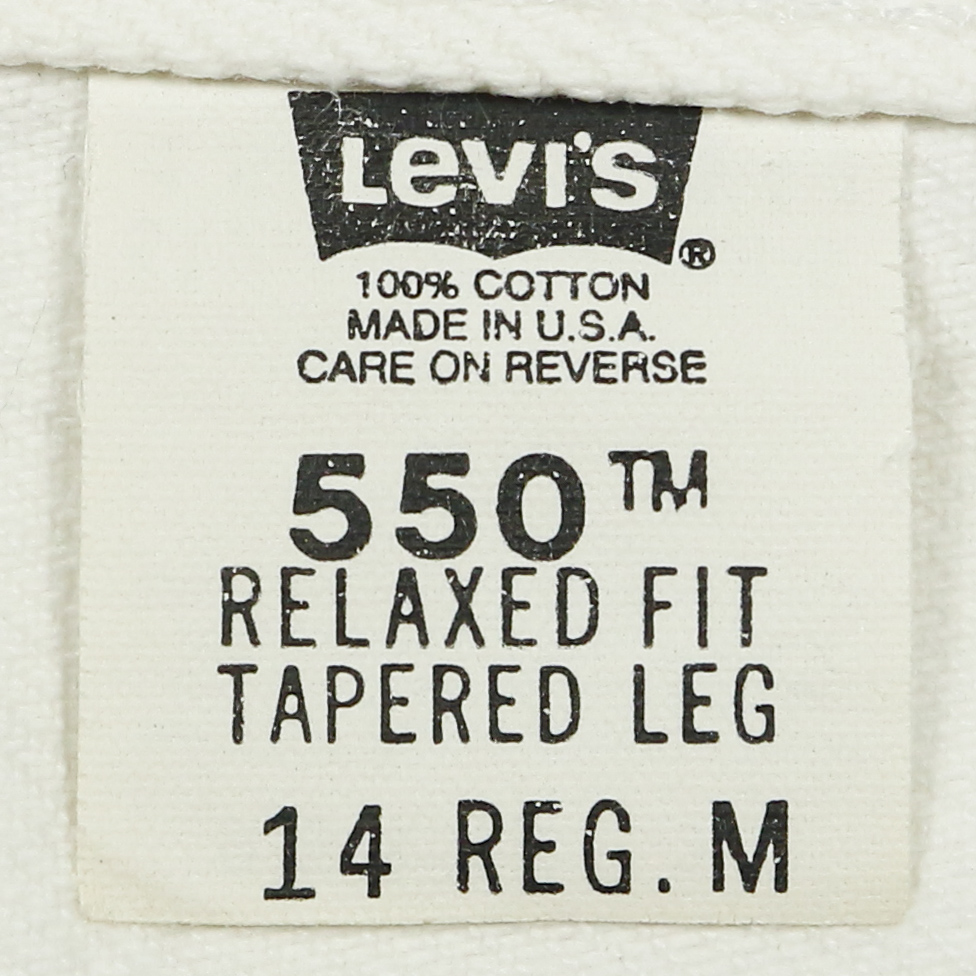 Levi's ®
100% COTTON
MADE IN U.S.A.
CARE ON REVERSE
550™
RELAXED FIT
TAPERED LEG
14 REG. M